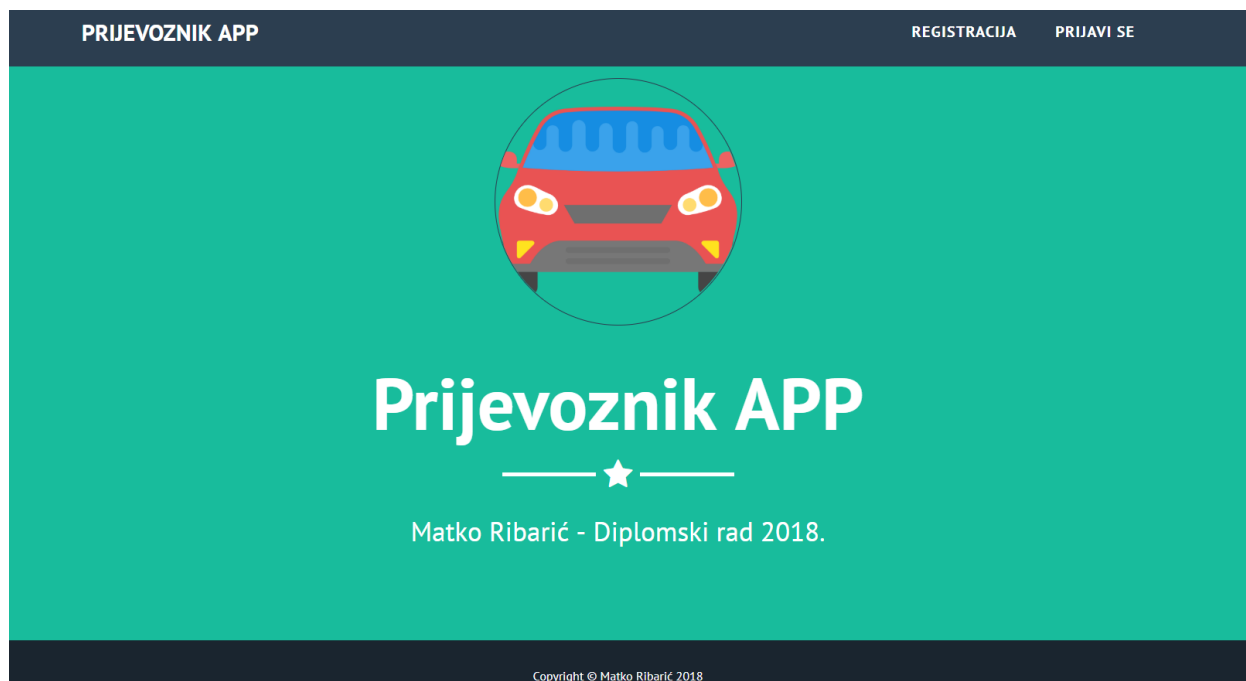 PRIJEVOZNIK APP
REGISTRACIJA PRIJAVI SE
Prijevoznik APP
Matko Ribarić - Diplomski rad 2018.
Copyright © Matko Ribarić 2018